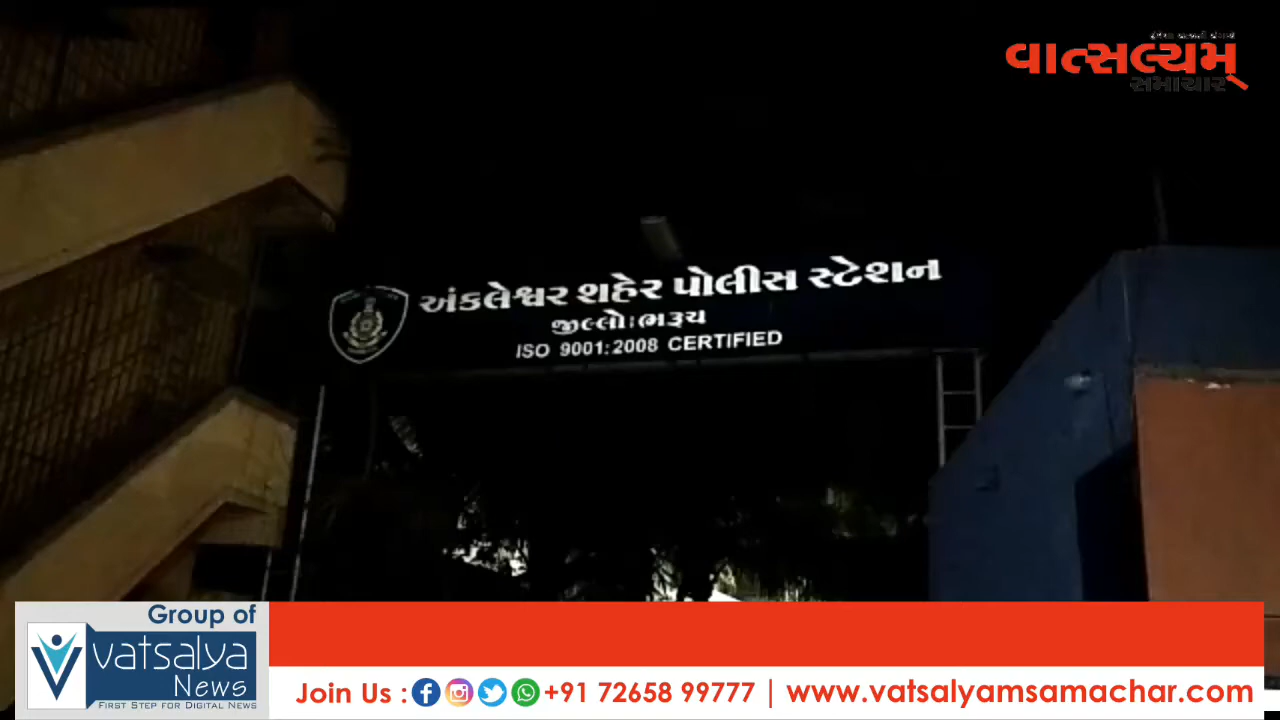 વાત્સલ્યમ્
સમાચાર
અંકલેશ્વર શહેર પોલીસ સ્ટેશન
જીલ્લો:ભરૂચ
ISO 9001:2008 CERTIFIED
Group of
vatsalya
News
FIRST STEP FOR DIGITAL NEWS
Join Us : +91 72658 99777 | www.vatsalyamsamachar.com